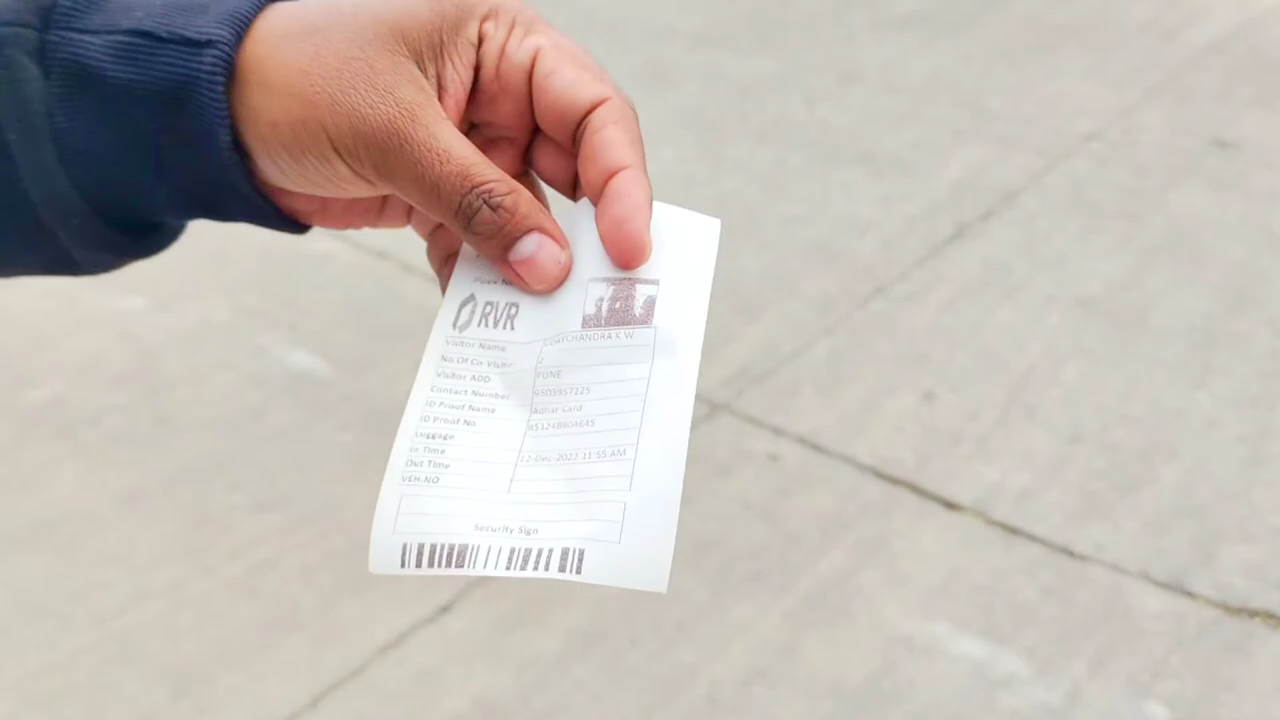 RVR
Visitor Name CHANDRA K W
No Of Co Visitor 2
Visitor ADD PUNE
Contact Number 9503957225
ID Proof Name Adhar Card
ID Proof No.
Luggage
In Time 12-Dec-2022 11:55 AM
Out Time
VEH.NO
Security Sign